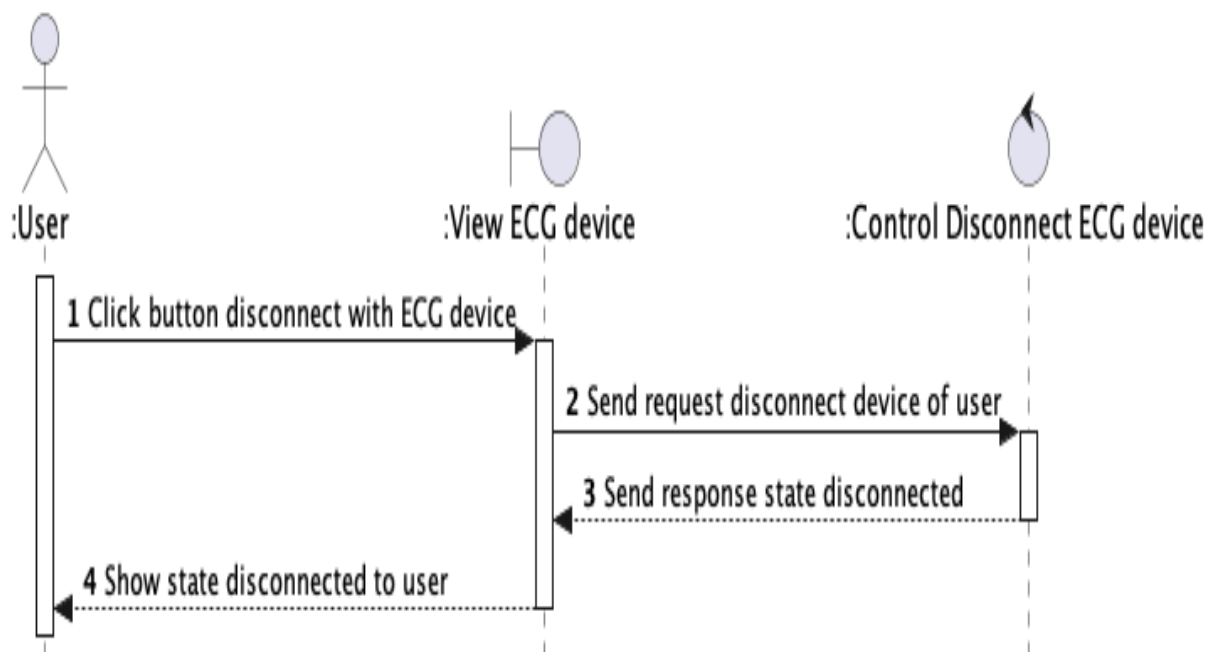 :User
:View ECG device
:Control Disconnect ECG device
1 Click button disconnect with ECG device
2 Send request disconnect device of user
3 Send response state disconnected
4 Show state disconnected to user